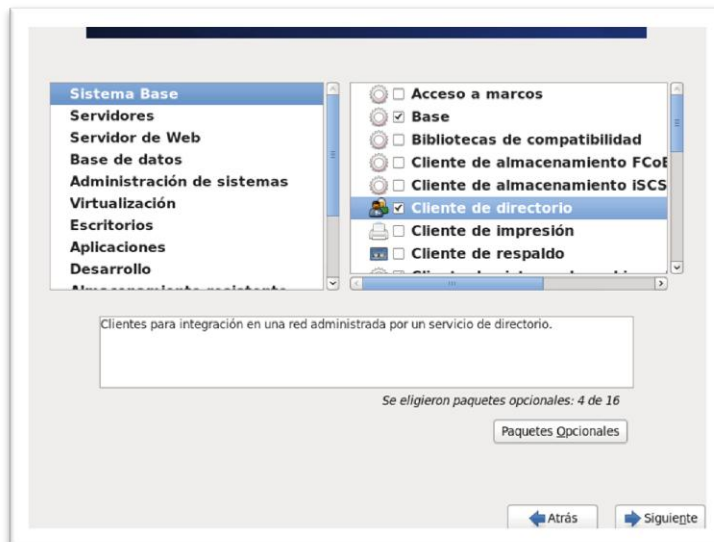 Sistema Base
Servidores
Servidor de Web
Base de datos
Administración de sistemas
Virtualización
Escritorios
Aplicaciones
Desarrollo
Acceso a marcos
Base
Bibliotecas de compatibilidad
Cliente de almacenamiento FCoE
Cliente de almacenamiento iSCS
Cliente de directorio
Cliente de impresión
Cliente de respaldo
Clientes para integración en una red administrada por un servicio de directorio.
Se eligieron paquetes opcionales: 4 de 16
Paquetes Opcionales
Atrás
Siguiente